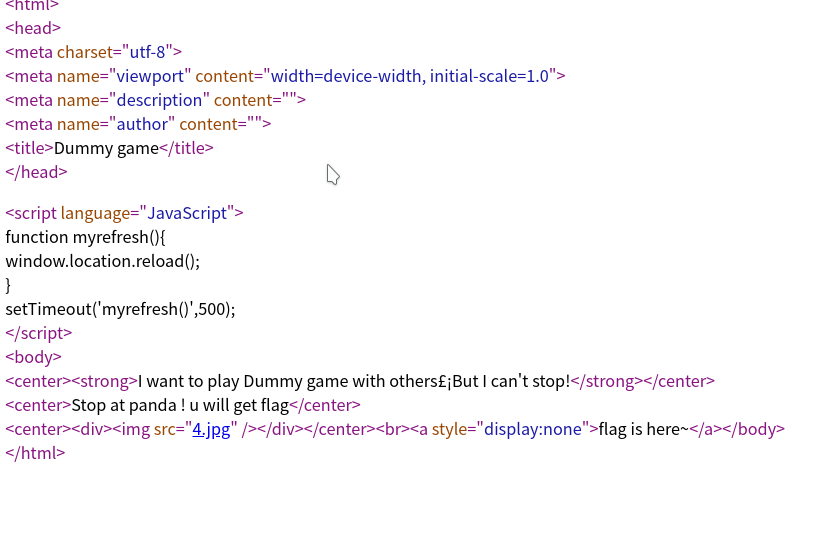 <html>
<head>
<meta charset="utf-8">
<meta name="viewport" content="width=device-width, initial-scale=1.0">
<meta name="description" content="">
<meta name="author" content="">
<title>Dummy game</title>
</head>
<script language="JavaScript">
function myrefresh(){
window.location.reload();
}
setTimeout('myrefresh()',500);
</script>
<body>
<center><strong>I want to play Dummy game with others£¡But I can't stop!</strong></center>
<center>Stop at panda ! u will get flag</center>
<center><div><img src="4.jpg" /></div></center><br><a style="display:none">flag is here~</a></body>
</html>